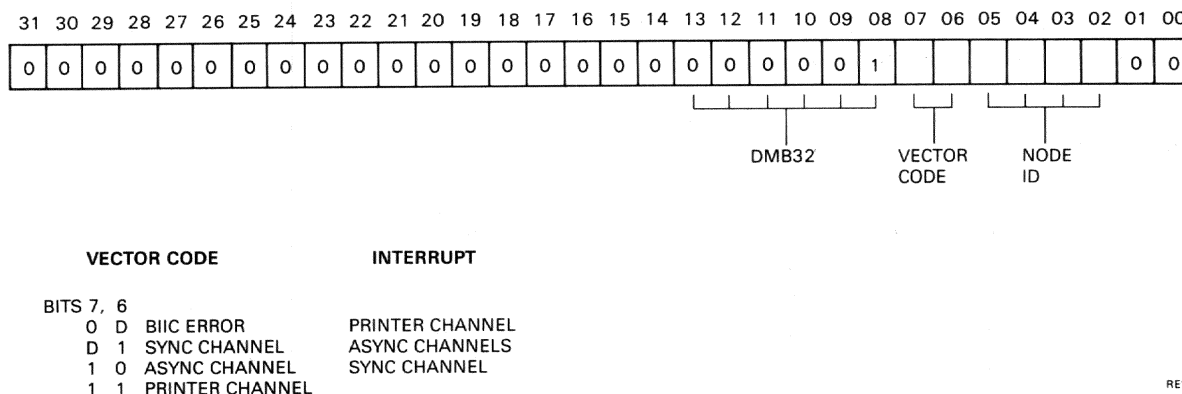 31 30 29 28 27 26 25 24 23 22 21 20 19 18 17 16 15 14 13 12 11 10 09 08 07 06 05 04 03 02 01 00
0 0 0 0 0 0 0 0 0 0 0 0 0 0 0 0 0 0 0 0 0 0 0 1 0 0
DMB32 VECTOR NODE
CODE ID
VECTOR CODE INTERRUPT
BITS 7, 6
0 D BIIC ERROR PRINTER CHANNEL
D 1 SYNC CHANNEL ASYNC CHANNELS
1 0 ASYNC CHANNEL SYNC CHANNEL
1 1 PRINTER CHANNEL
RE